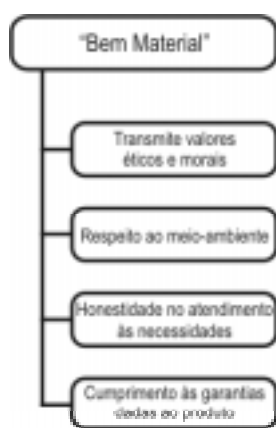 "Bem Material"
Transmite valores
éticos e morais
Respeito ao meio-ambiente
Honestidade no atendimento
às necessidades
Cumprimento às garantias
dadas ao produto